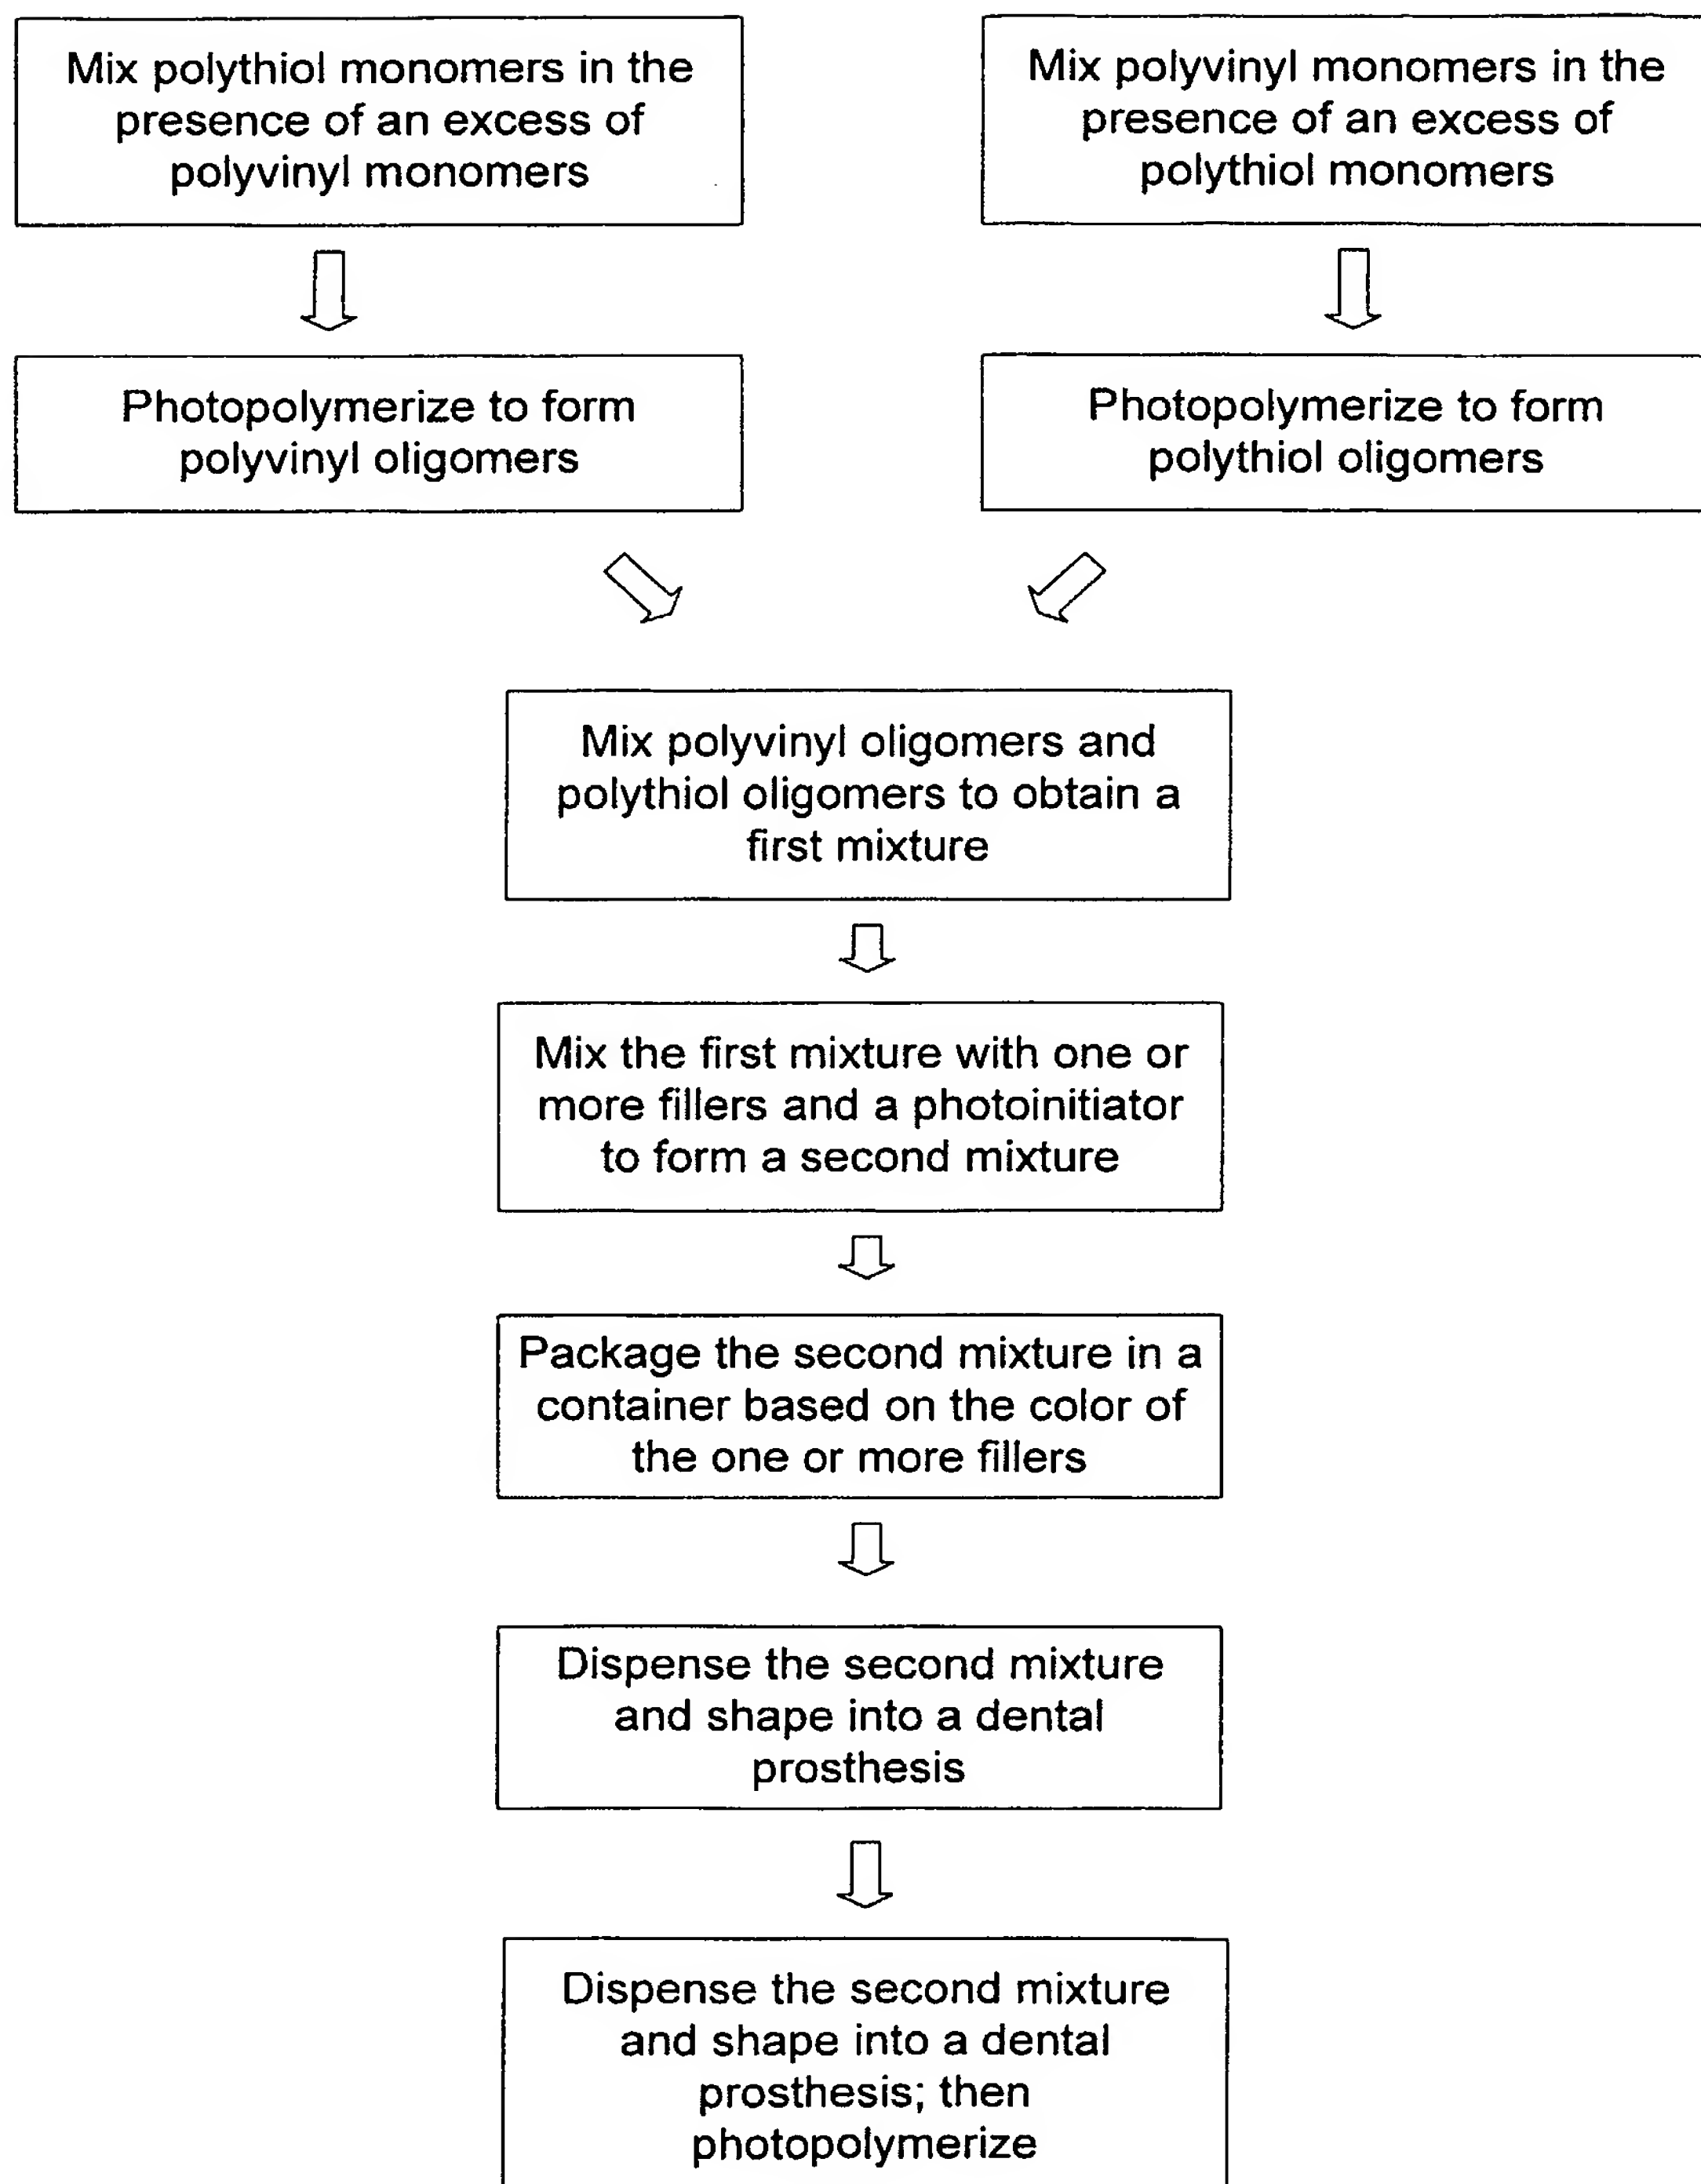 Mix polythiol monomers in the
presence of an excess of
polyvinyl monomers
Mix polyvinyl monomers in the
presence of an excess of
polythiol monomers
Photopolymerize to form
polyvinyl oligomers
Photopolymerize to form
polythiol oligomers
Mix polyvinyl oligomers and
polythiol oligomers to obtain a
first mixture
Mix the first mixture with one or
more fillers and a photoinitiator
to form a second mixture
Package the second mixture in a
container based on the color of
the one or more fillers
Dispense the second mixture
and shape into a dental
prosthesis
Dispense the second mixture
and shape into a dental
prosthesis; then
photopolymerize